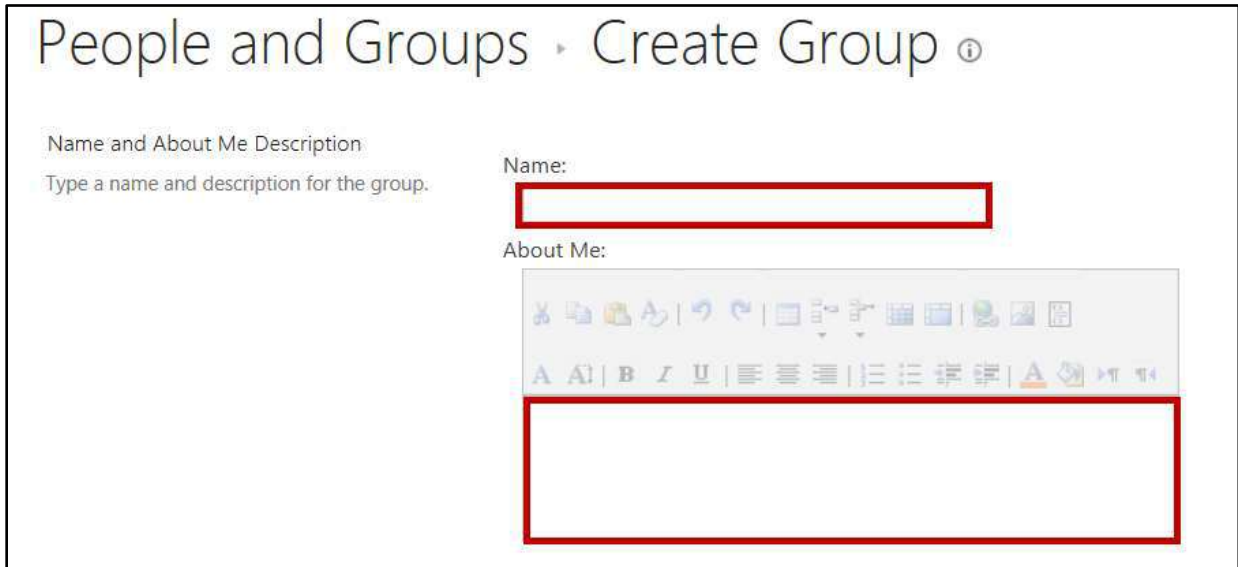 People and Groups ▸ Create Group
Name and About Me Description
Type a name and description for the group.
Name:
About Me:
A A | B I U A